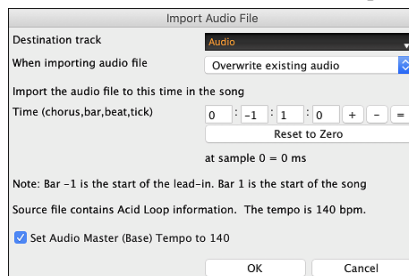 Import Audio File
Destination track Audio
When importing audio file Overwrite existing audio
Import the audio file to this time in the song
Time (chorus,bar,beat,tick) 0 : -1 : 1 : 0 + - =
Reset to Zero
at sample 0 = 0 ms
Note: Bar -1 is the start of the lead-in. Bar 1 is the start of the song
Source file contains Acid Loop information. The tempo is 140 bpm.
Set Audio Master (Base) Tempo to 140
OK Cancel